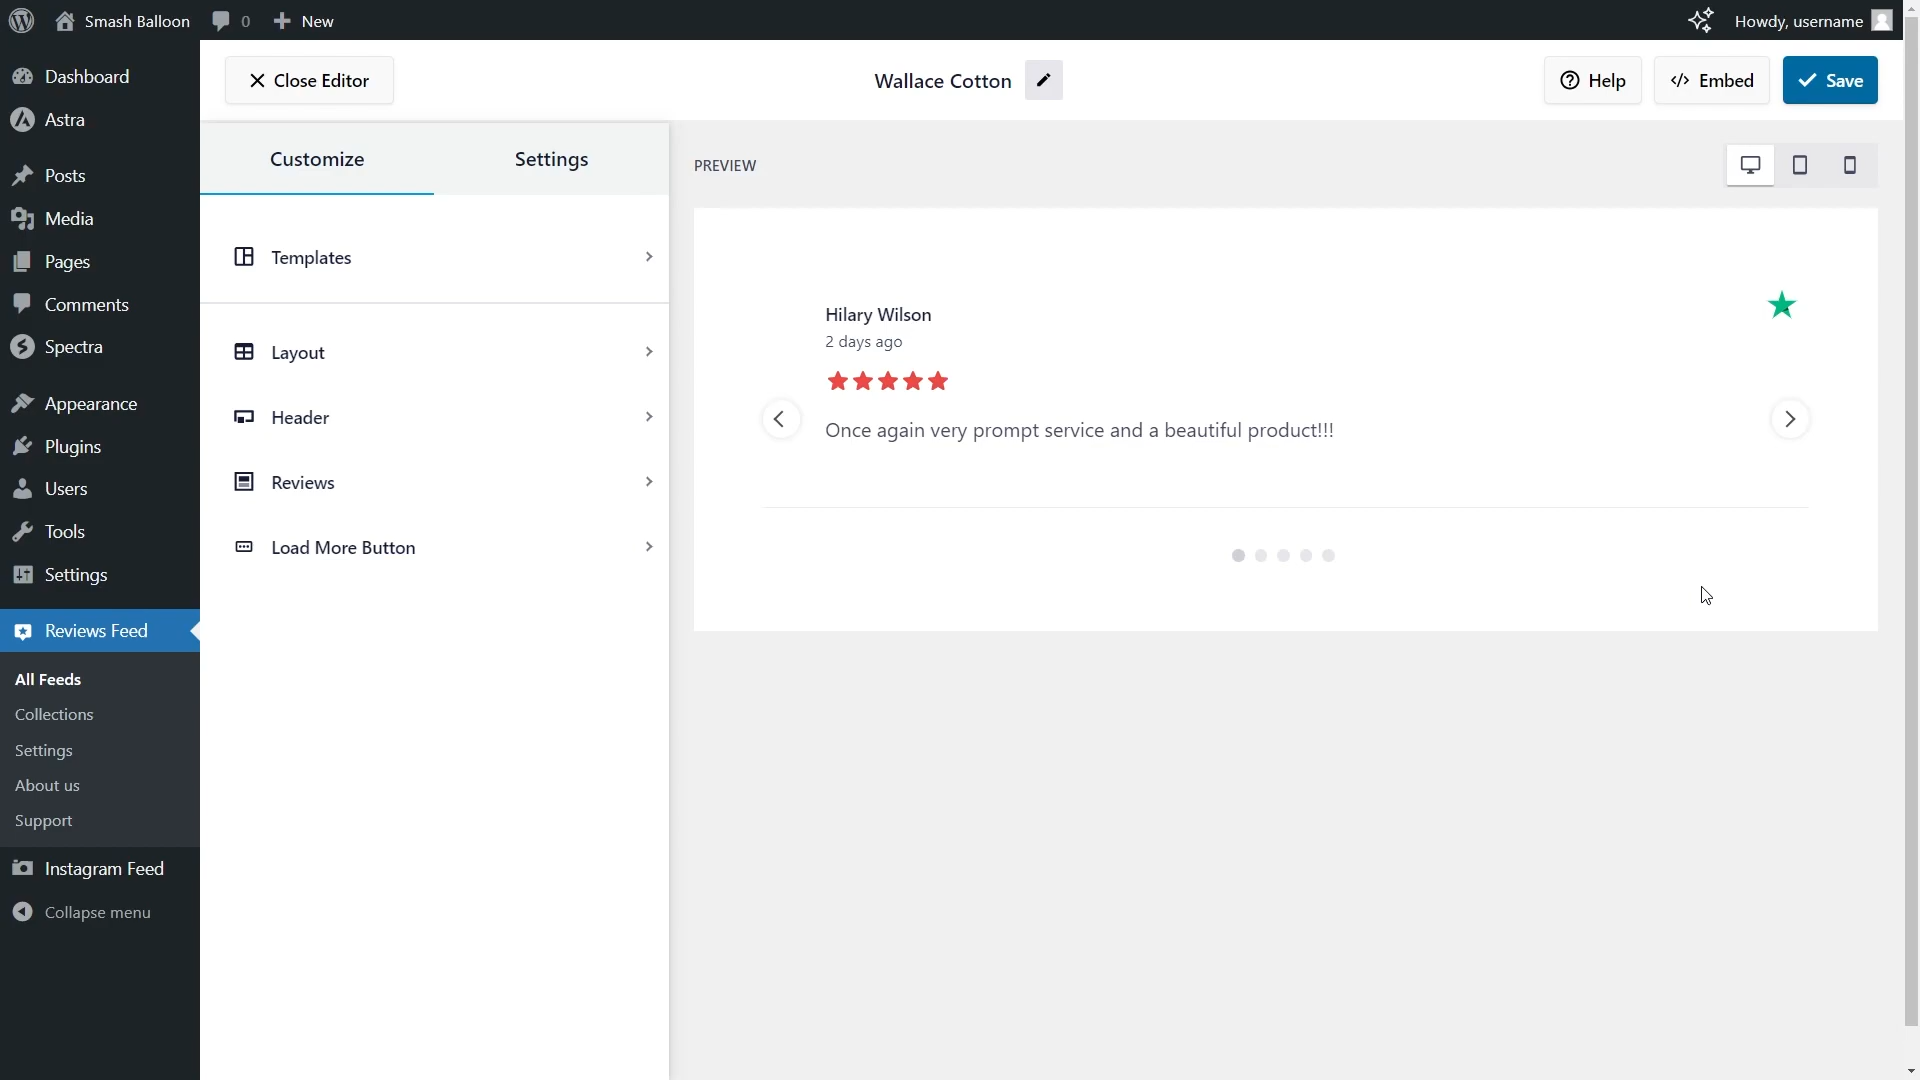 Smash Balloon 0 New Howdy, username
Dashboard
Astra
Posts
Media
Pages
Comments
Spectra
Appearance
Plugins
Users
Tools
Settings
Reviews Feed
All Feeds
Collections
Settings
About us
Support
Instagram Feed
Collapse menu
Close Editor
Wallace Cotton
Help
Embed
Save
Customize
Settings
Templates
Layout
Header
Reviews
Load More Button
PREVIEW
Hilary Wilson
2 days ago
Once again very prompt service and a beautiful product!!!